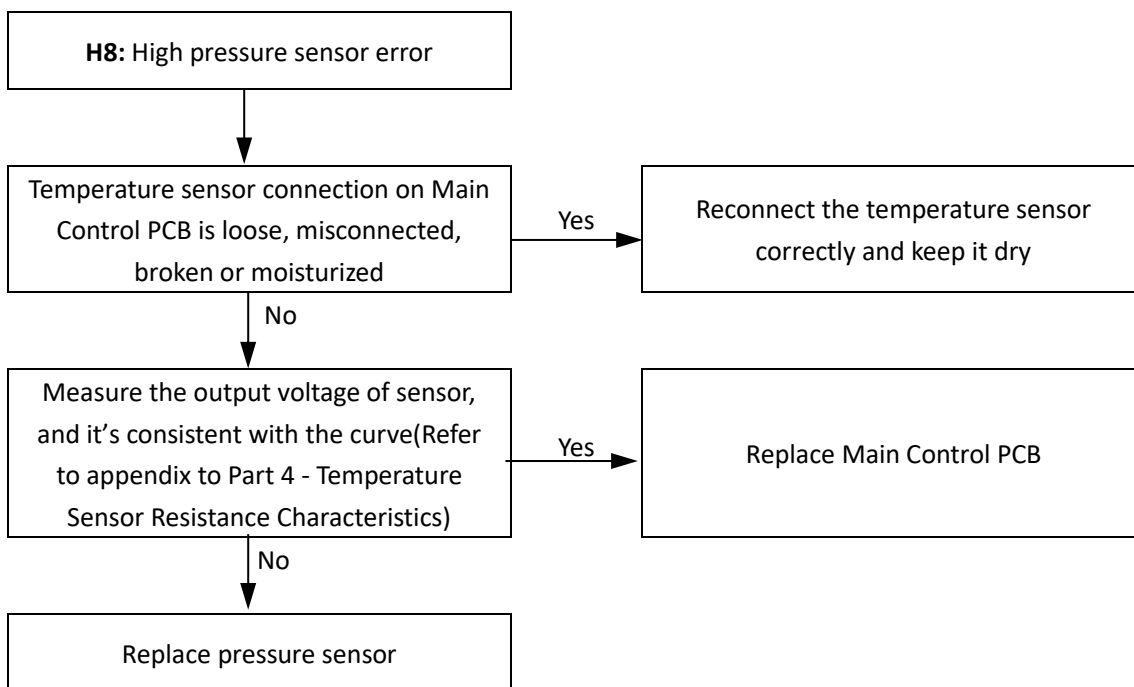 H8: High pressure sensor error
Temperature sensor connection on Main
Control PCB is loose, misconnected,
broken or moisturized
Yes
Reconnect the temperature sensor
correctly and keep it dry
No
Measure the output voltage of sensor,
and it’s consistent with the curve(Refer
to appendix to Part 4 - Temperature
Sensor Resistance Characteristics)
Yes
Replace Main Control PCB
No
Replace pressure sensor